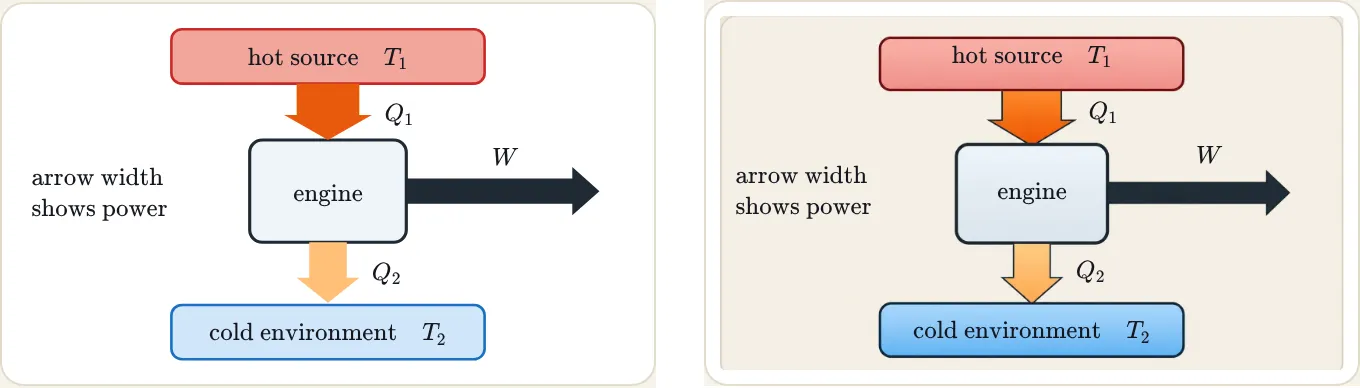 hot source T₁
Q₁
W
arrow width
shows power
engine
Q₂
cold environment T₂
hot source T₁
Q₁
W
arrow width
shows power
engine
Q₂
cold environment T₂